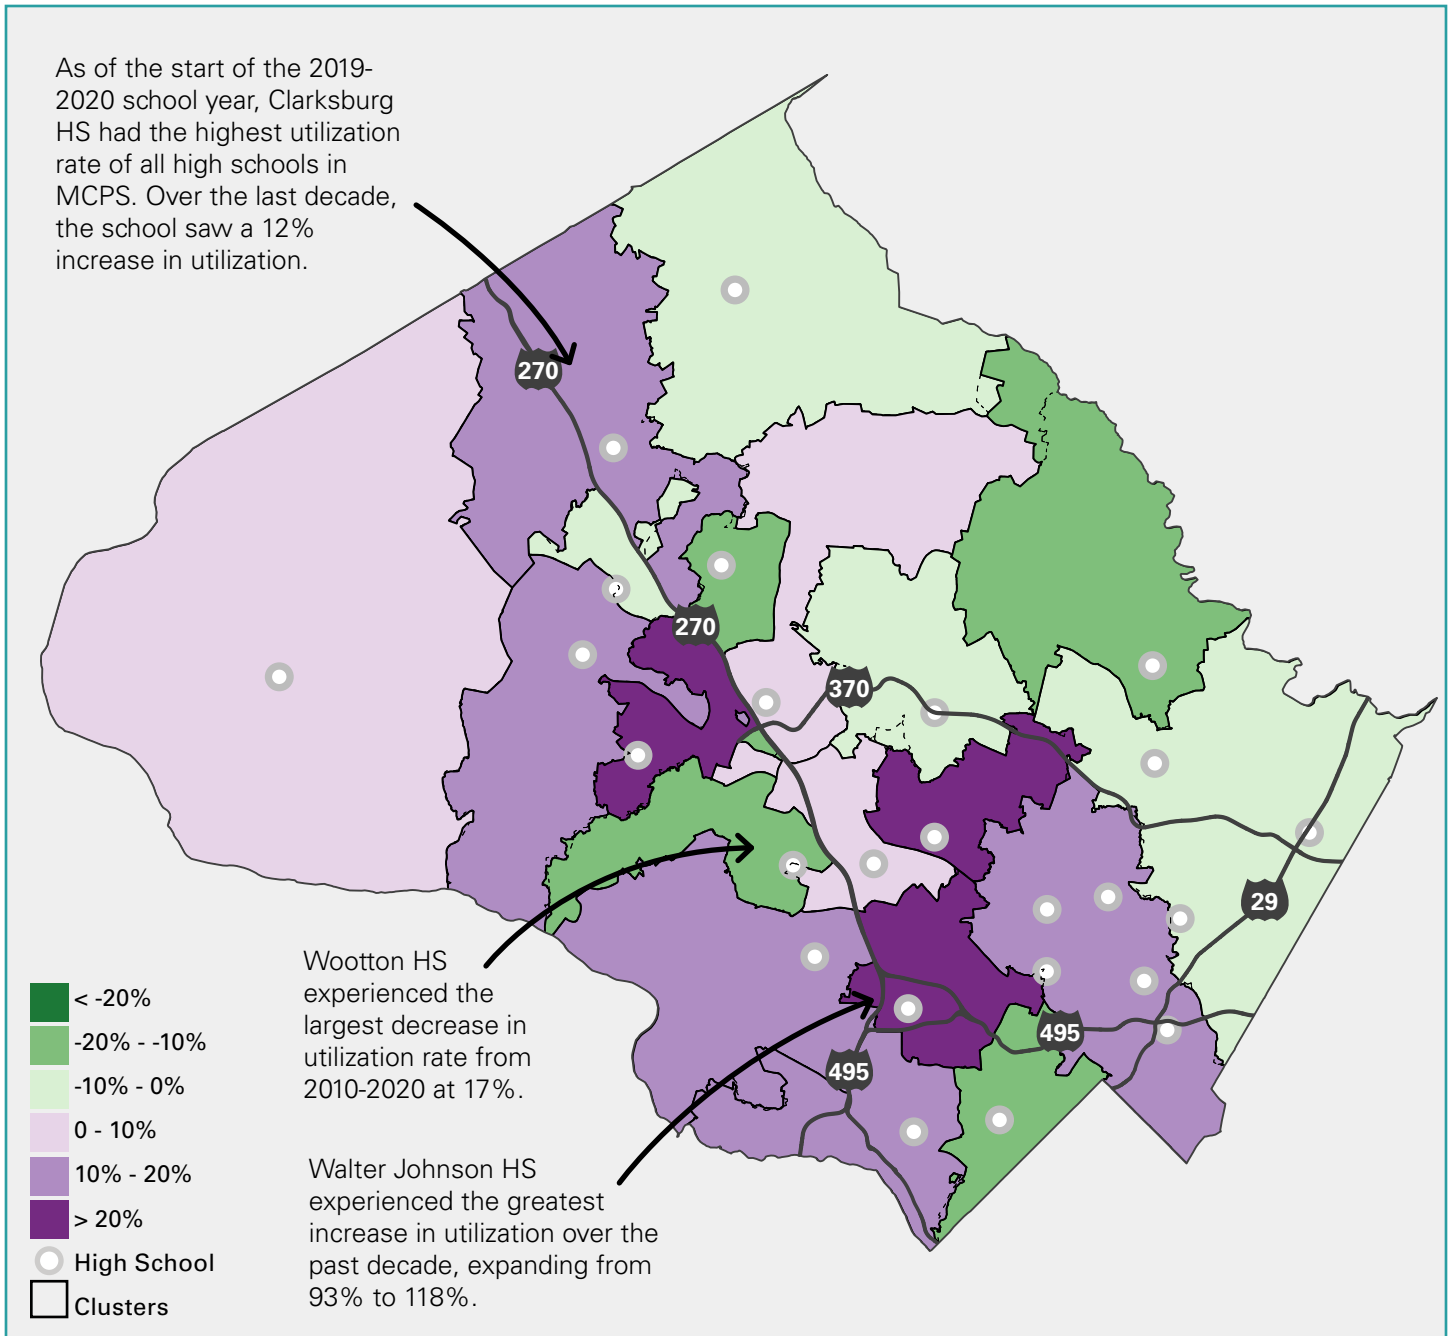 As of the start of the 2019-
2020 school year, Clarksburg
HS had the highest utilization
rate of all high schools in
MCPS. Over the last decade,
the school saw a 12%
increase in utilization.
270
270
370
29
495
495
Wootton HS
experienced the
largest decrease in
utilization rate from
2010-2020 at 17%.
Walter Johnson HS
experienced the greatest
increase in utilization over the
past decade, expanding from
93% to 118%.
< -20%
-20% - -10%
-10% - 0%
0 - 10%
10% - 20%
> 20%
High School
Clusters